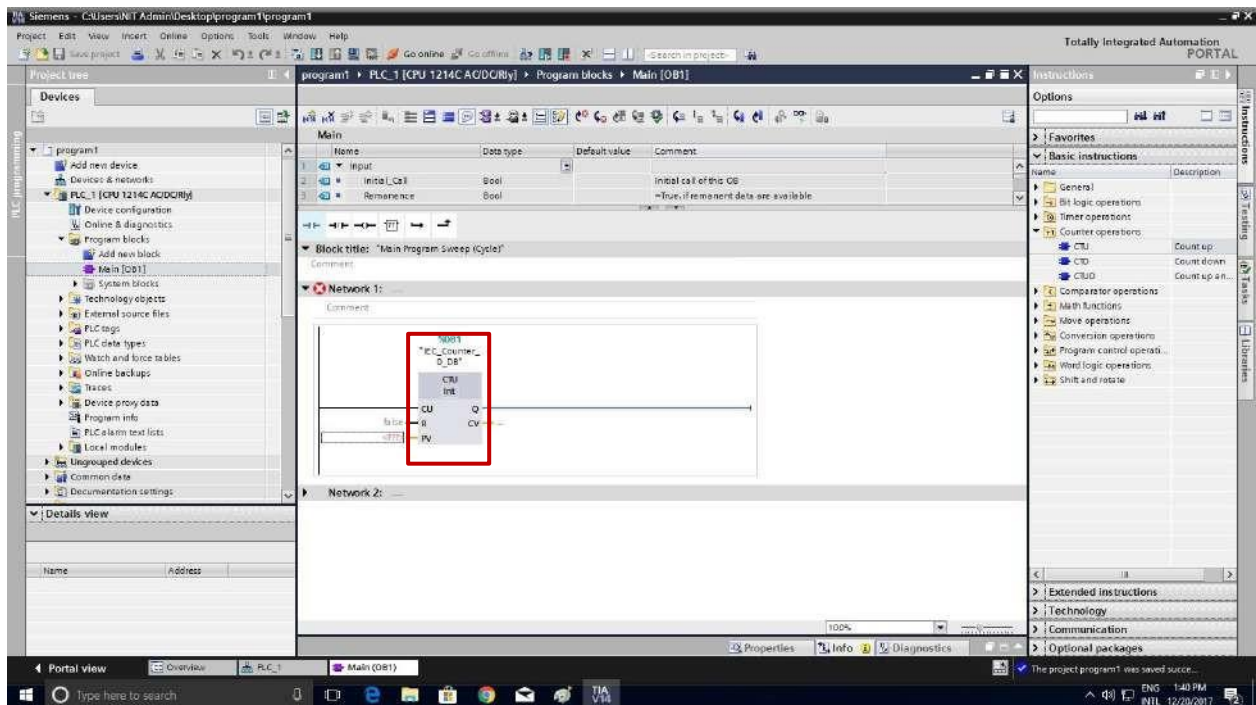 Siemens - C:\Users\NIT Admin\Desktop\program1\program1
Project Edit View Insert Online Options Tools Window Help
Totally Integrated Automation
PORTAL
Save project
Go online
Go offline
<Search in project>
Project tree
program1 ▸ PLC_1 [CPU 1214C AC/DC/Rly] ▸ Program blocks ▸ Main [OB1]
Instructions
Devices
Options
PLC programming
program1
Add new device
Devices & networks
PLC_1 [CPU 1214C AC/DC/Rly]
Device configuration
Online & diagnostics
Program blocks
Add new block
Main [OB1]
System blocks
Technology objects
External source files
PLC tags
PLC data types
Watch and force tables
Online backups
Traces
Device proxy data
Program info
PLC alarm text lists
Local modules
Ungrouped devices
Common data
Documentation settings
Details view
Name Address
Main
Name Data type Default value Comment
1 Input
2 Initial_Call Bool Initial call of this OB
3 Remanence Bool =True, if remanent data are available
Block title: "Main Program Sweep (Cycle)"
Comment
Network 1: .....
Comment
%DB1
"IEC_Counter_
0_DB"
CTU
Int
CU Q
false R CV ...
<???> PV
Network 2: .....
100%
Properties Info Diagnostics
Favorites
Basic instructions
Name Description
General
Bit logic operations
Timer operations
Counter operations
CTU Count up
CTD Count down
CTUD Count up an...
Comparator operations
Math functions
Move operations
Conversion operations
Program control operati...
Word logic operations
Shift and rotate
Extended instructions
Technology
Communication
Optional packages
Instructions
Testing
Tasks
Libraries
Portal view Overview PLC_1 Main (OB1)
The project program1 was saved succe...
Type here to search
TIA
V14
ENG
INTL
1:40 PM
12/20/2017